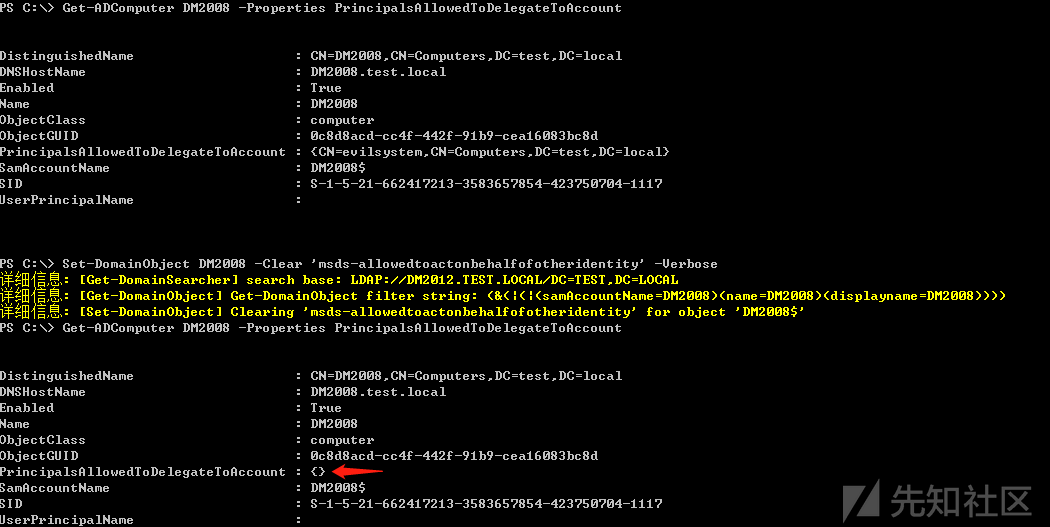 PS C:\> Get-ADComputer DM2008 -Properties PrincipalsAllowedToDelegateToAccount
DistinguishedName : CN=DM2008,CN=Computers,DC=test,DC=local
DNSHostName : DM2008.test.local
Enabled : True
Name : DM2008
ObjectClass : computer
ObjectGUID : 0c8d8acd-cc4f-442f-91b9-cea16083bc8d
PrincipalsAllowedToDelegateToAccount : {CN=evilsystem,CN=Computers,DC=test,DC=local}
SamAccountName : DM2008$
SID : S-1-5-21-662417213-3583657854-423750704-1117
UserPrincipalName :
PS C:\> Set-DomainObject DM2008 -Clear 'msds-allowedtoactonbehalfofotheridentity' -Verbose
详细信息: [Get-DomainSearcher] search base: LDAP://DM2012.TEST.LOCAL/DC=TEST,DC=LOCAL
详细信息: [Get-DomainObject] Get-DomainObject filter string: (&(|(|(samAccountName=DM2008)(name=DM2008)(displayname=DM2008))))
详细信息: [Set-DomainObject] Clearing 'msds-allowedtoactonbehalfofotheridentity' for object 'DM2008$'
PS C:\> Get-ADComputer DM2008 -Properties PrincipalsAllowedToDelegateToAccount
DistinguishedName : CN=DM2008,CN=Computers,DC=test,DC=local
DNSHostName : DM2008.test.local
Enabled : True
Name : DM2008
ObjectClass : computer
ObjectGUID : 0c8d8acd-cc4f-442f-91b9-cea16083bc8d
PrincipalsAllowedToDelegateToAccount : {}
SamAccountName : DM2008$
SID : S-1-5-21-662417213-3583657854-423750704-1117
UserPrincipalName :
先知社区